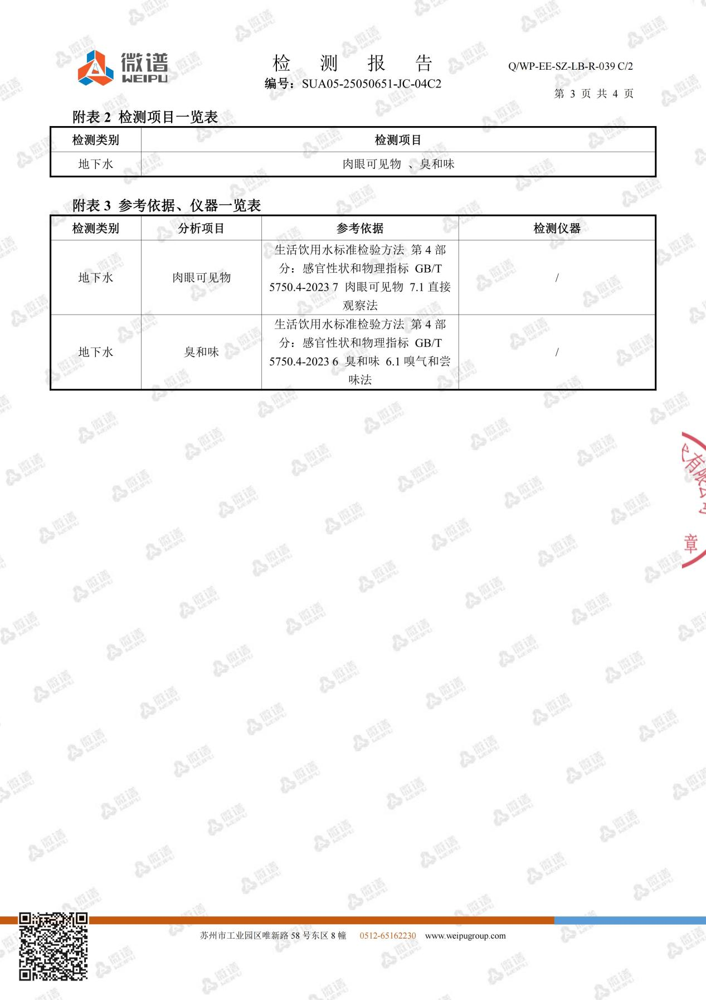 微谱
WEIPU
检 测 报 告
编号：SUA05-25050651-JC-04C2
Q/WP-EE-SZ-LB-R-039 C/2
第 3 页 共 4 页
附表 2 检测项目一览表
检测类别 检测项目
地下水 肉眼可见物 、臭和味
附表 3 参考依据、仪器一览表
检测类别 分析项目 参考依据 检测仪器
地下水 肉眼可见物 生活饮用水标准检验方法 第 4 部
分：感官性状和物理指标 GB/T
5750.4-2023 7 肉眼可见物 7.1 直接
观察法
/
地下水 臭和味 生活饮用水标准检验方法 第 4 部
分：感官性状和物理指标 GB/T
5750.4-2023 6 臭和味 6.1 嗅气和尝
味法
/
有限公司
章
苏州市工业园区唯新路 58 号东区 8 幢 0512-65162230 www.weipugroup.com